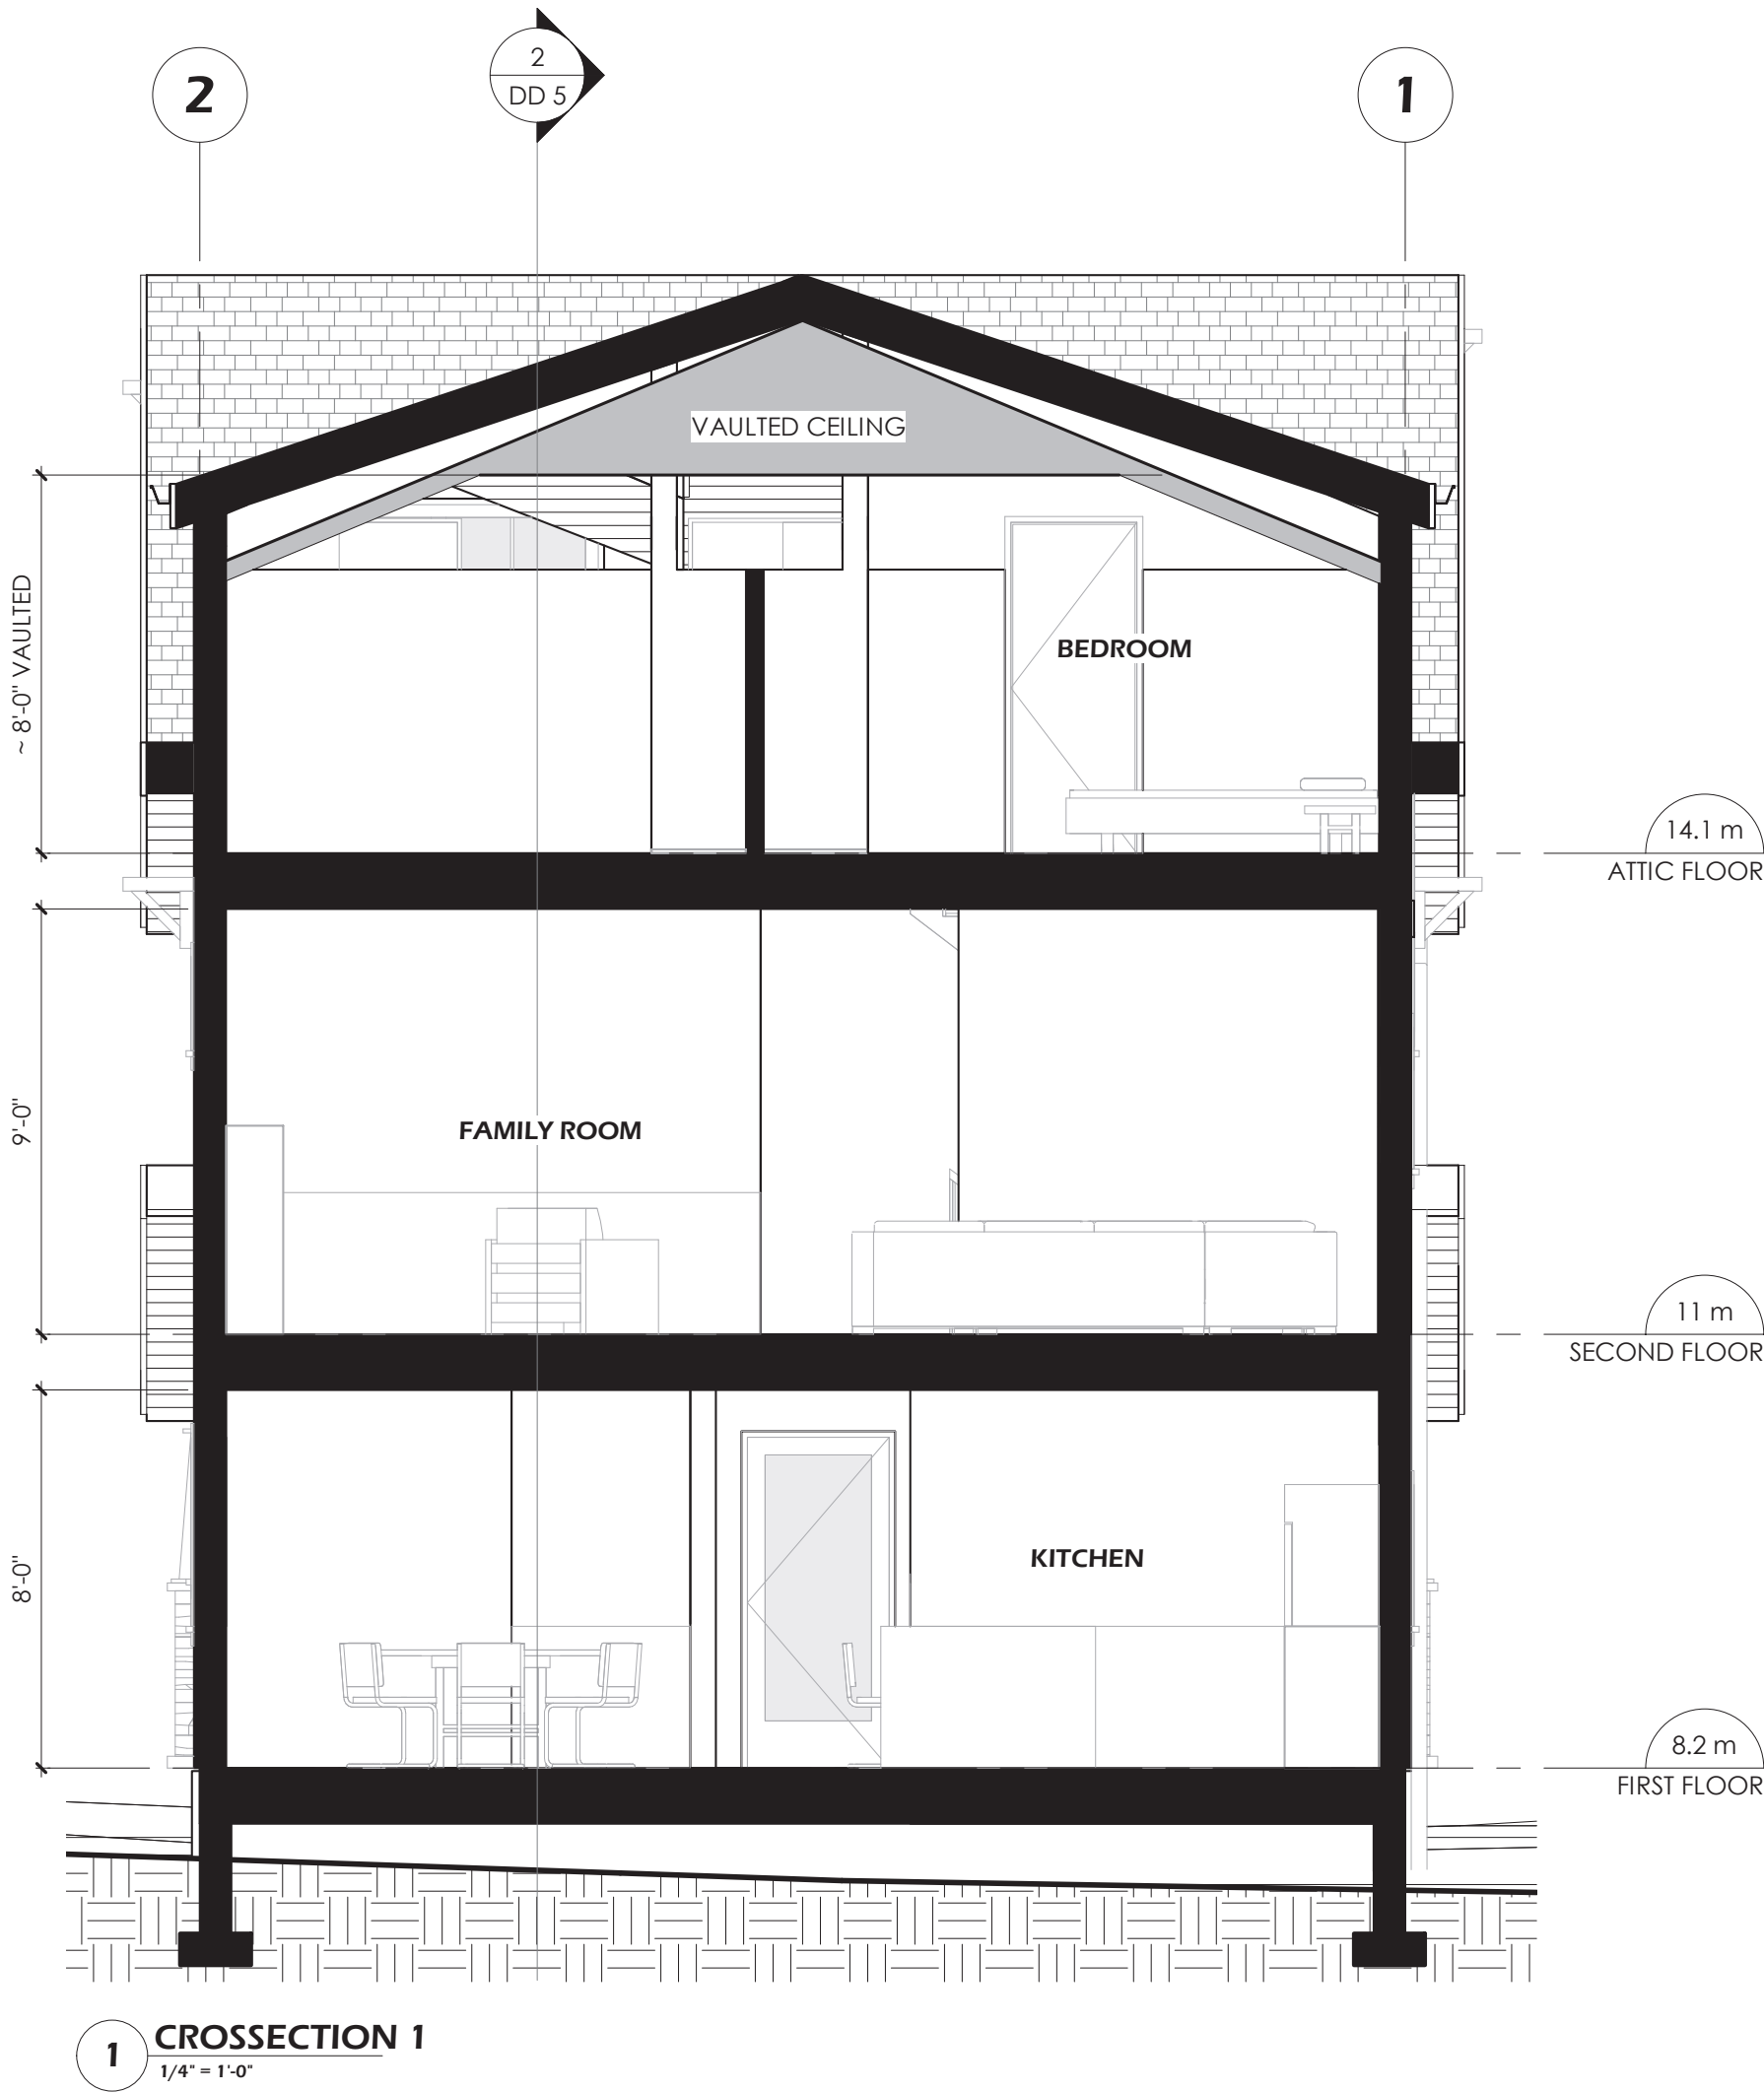 2
2
DD 5
1
VAULTED CEILING
~ 8'-0" VAULTED
BEDROOM
14.1 m
ATTIC FLOOR
9'-0"
FAMILY ROOM
11 m
SECOND FLOOR
8'-0"
KITCHEN
8.2 m
FIRST FLOOR
1
CROSSECTION 1
1/4" = 1'-0"